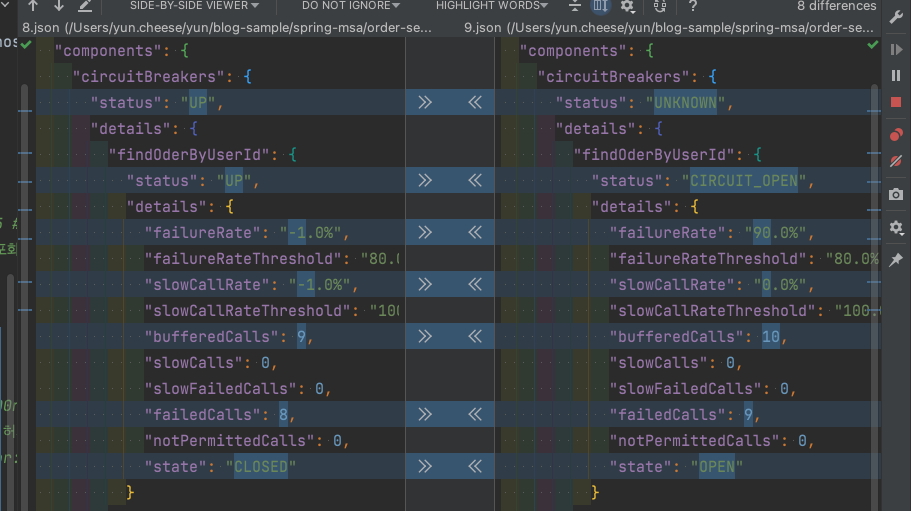 SIDE-BY-SIDE VIEWER
DO NOT IGNORE
HIGHLIGHT WORDS
?
8 differences
8.json (/Users/yun.cheese/yun/blog-sample/spring-msa/order-se...
9.json (/Users/yun.cheese/yun/blog-sample/spring-msa/order-se...
"components": {
"circuitBreakers": {
"status": "UP",
"details": {
"findOderByUserId": {
"status": "UP",
"details": {
"failureRate": "-1.0%",
"failureRateThreshold": "80.0
"slowCallRate": "-1.0%",
"slowCallRateThreshold": "100
"bufferedCalls": 9,
"slowCalls": 0,
"slowFailedCalls": 0,
"failedCalls": 8,
"notPermittedCalls": 0,
"state": "CLOSED"
}
"components": {
"circuitBreakers": {
"status": "UNKNOWN",
"details": {
"findOderByUserId": {
"status": "CIRCUIT_OPEN",
"details": {
"failureRate": "90.0%",
"failureRateThreshold": "80.0%
"slowCallRate": "0.0%",
"slowCallRateThreshold": "100.
"bufferedCalls": 10,
"slowCalls": 0,
"slowFailedCalls": 0,
"failedCalls": 9,
"notPermittedCalls": 0,
"state": "OPEN"
}